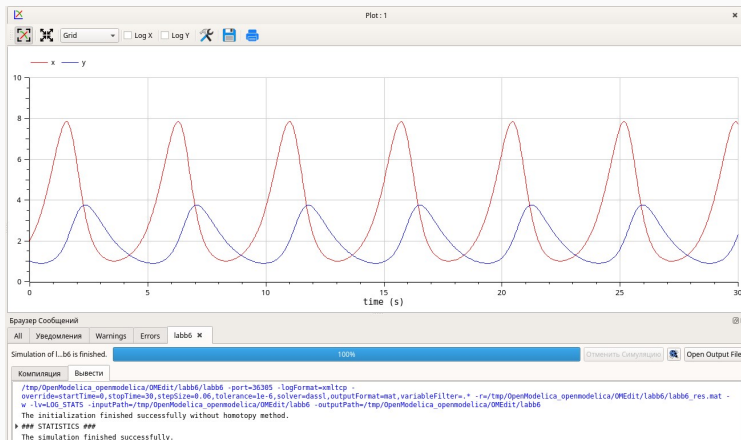 Plot : 1
Grid
Log X
Log Y
x
y
10
8
6
4
2
0
0
5
10
15
20
25
30
time (s)
Браузер Сообщений
All
Уведомления
Warnings
Errors
labb6
Simulation of l...b6 is finished.
100%
Отменить Симуляцию
Open Output File
Компиляция
Вывести
/tmp/OpenModelica_openmodelica/OMEdit/labb6/labb6 -port=36305 -logFormat=xmltcp -
override=startTime=0,stopTime=30,stepSize=0.06,tolerance=1e-6,solver=dassl,outputFormat=mat,variableFilter=.* -r=/tmp/OpenModelica_openmodelica/OMEdit/labb6/labb6_res.mat -
w -lv=LOG_STATS -inputPath=/tmp/OpenModelica_openmodelica/OMEdit/labb6 -outputPath=/tmp/OpenModelica_openmodelica/OMEdit/labb6
The initialization finished successfully without homotopy method.
### STATISTICS ###
The simulation finished successfully.